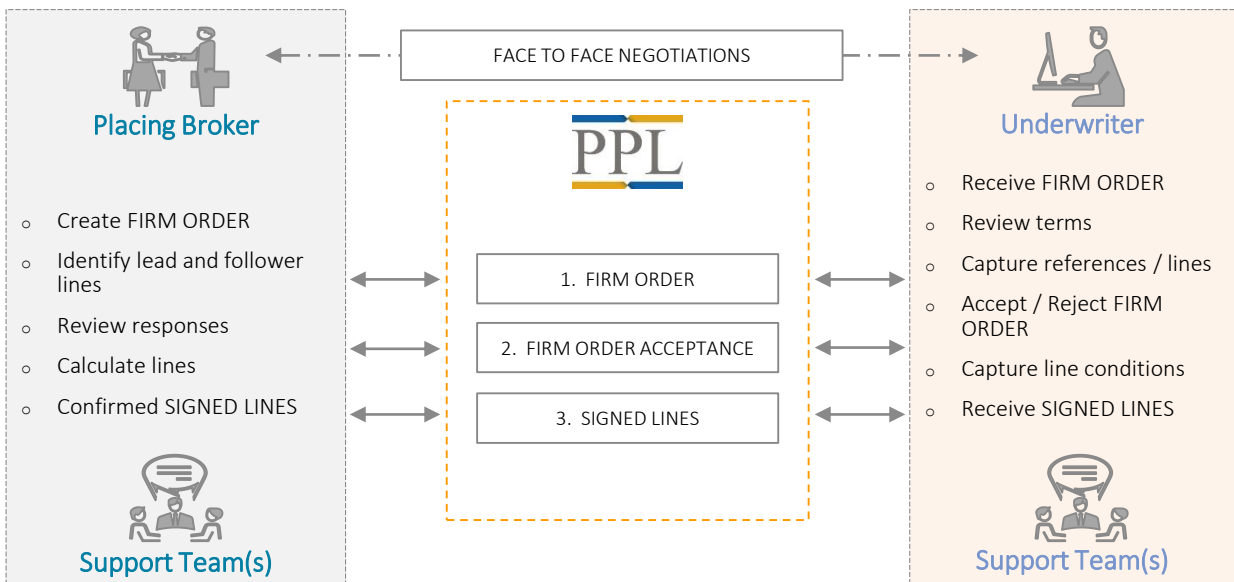 FACE TO FACE NEGOTIATIONS
Placing Broker
○ Create FIRM ORDER
○ Identify lead and follower
lines
○ Review responses
○ Calculate lines
○ Confirmed SIGNED LINES
Support Team(s)
PPL
1. FIRM ORDER
2. FIRM ORDER ACCEPTANCE
3. SIGNED LINES
Underwriter
○ Receive FIRM ORDER
○ Review terms
○ Capture references / lines
○ Accept / Reject FIRM
ORDER
○ Capture line conditions
○ Receive SIGNED LINES
Support Team(s)